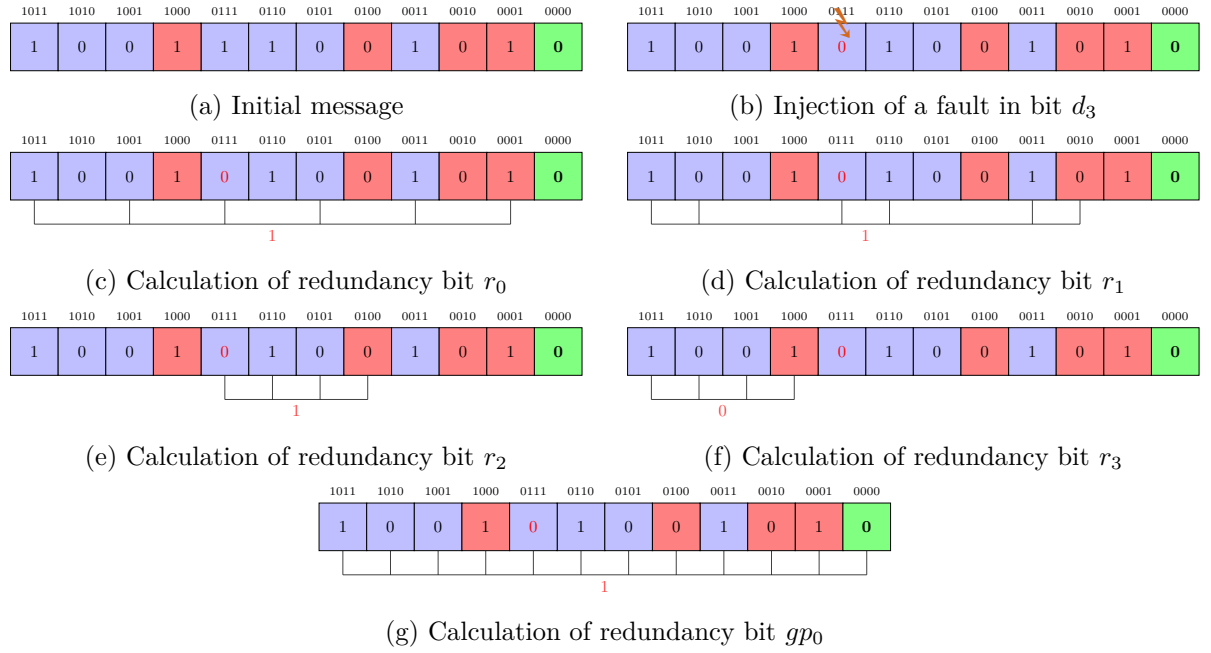 1011 1010 1001 1000 0111 0110 0101 0100 0011 0010 0001 0000
1 0 0 1 1 1 0 0 1 0 1 0
(a) Initial message
1011 1010 1001 1000 0111 0110 0101 0100 0011 0010 0001 0000
1 0 0 1 0 1 0 0 1 0 1 0
(b) Injection of a fault in bit d3
1011 1010 1001 1000 0111 0110 0101 0100 0011 0010 0001 0000
1 0 0 1 0 1 0 0 1 0 1 0
1
(c) Calculation of redundancy bit r0
1011 1010 1001 1000 0111 0110 0101 0100 0011 0010 0001 0000
1 0 0 1 0 1 0 0 1 0 1 0
1
(d) Calculation of redundancy bit r1
1011 1010 1001 1000 0111 0110 0101 0100 0011 0010 0001 0000
1 0 0 1 0 1 0 0 1 0 1 0
1
(e) Calculation of redundancy bit r2
1011 1010 1001 1000 0111 0110 0101 0100 0011 0010 0001 0000
1 0 0 1 0 1 0 0 1 0 1 0
0
(f) Calculation of redundancy bit r3
1011 1010 1001 1000 0111 0110 0101 0100 0011 0010 0001 0000
1 0 0 1 0 1 0 0 1 0 1 0
1
(g) Calculation of redundancy bit gp0